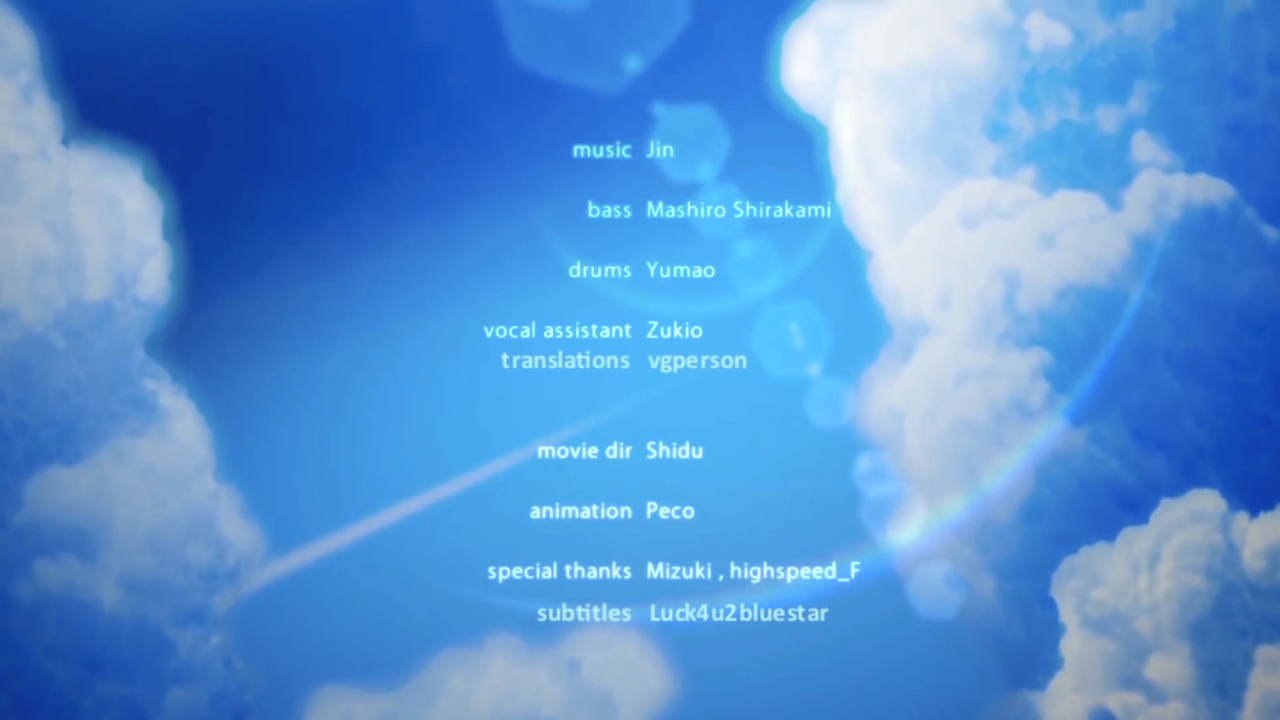 music Jin
bass Mashiro Shirakami
drums Yumao
vocal assistant Zukio
translations vgperson
movie dir Shidu
animation Peco
special thanks Mizuki , highspeed_F
subtitles Luck4u2bluestar